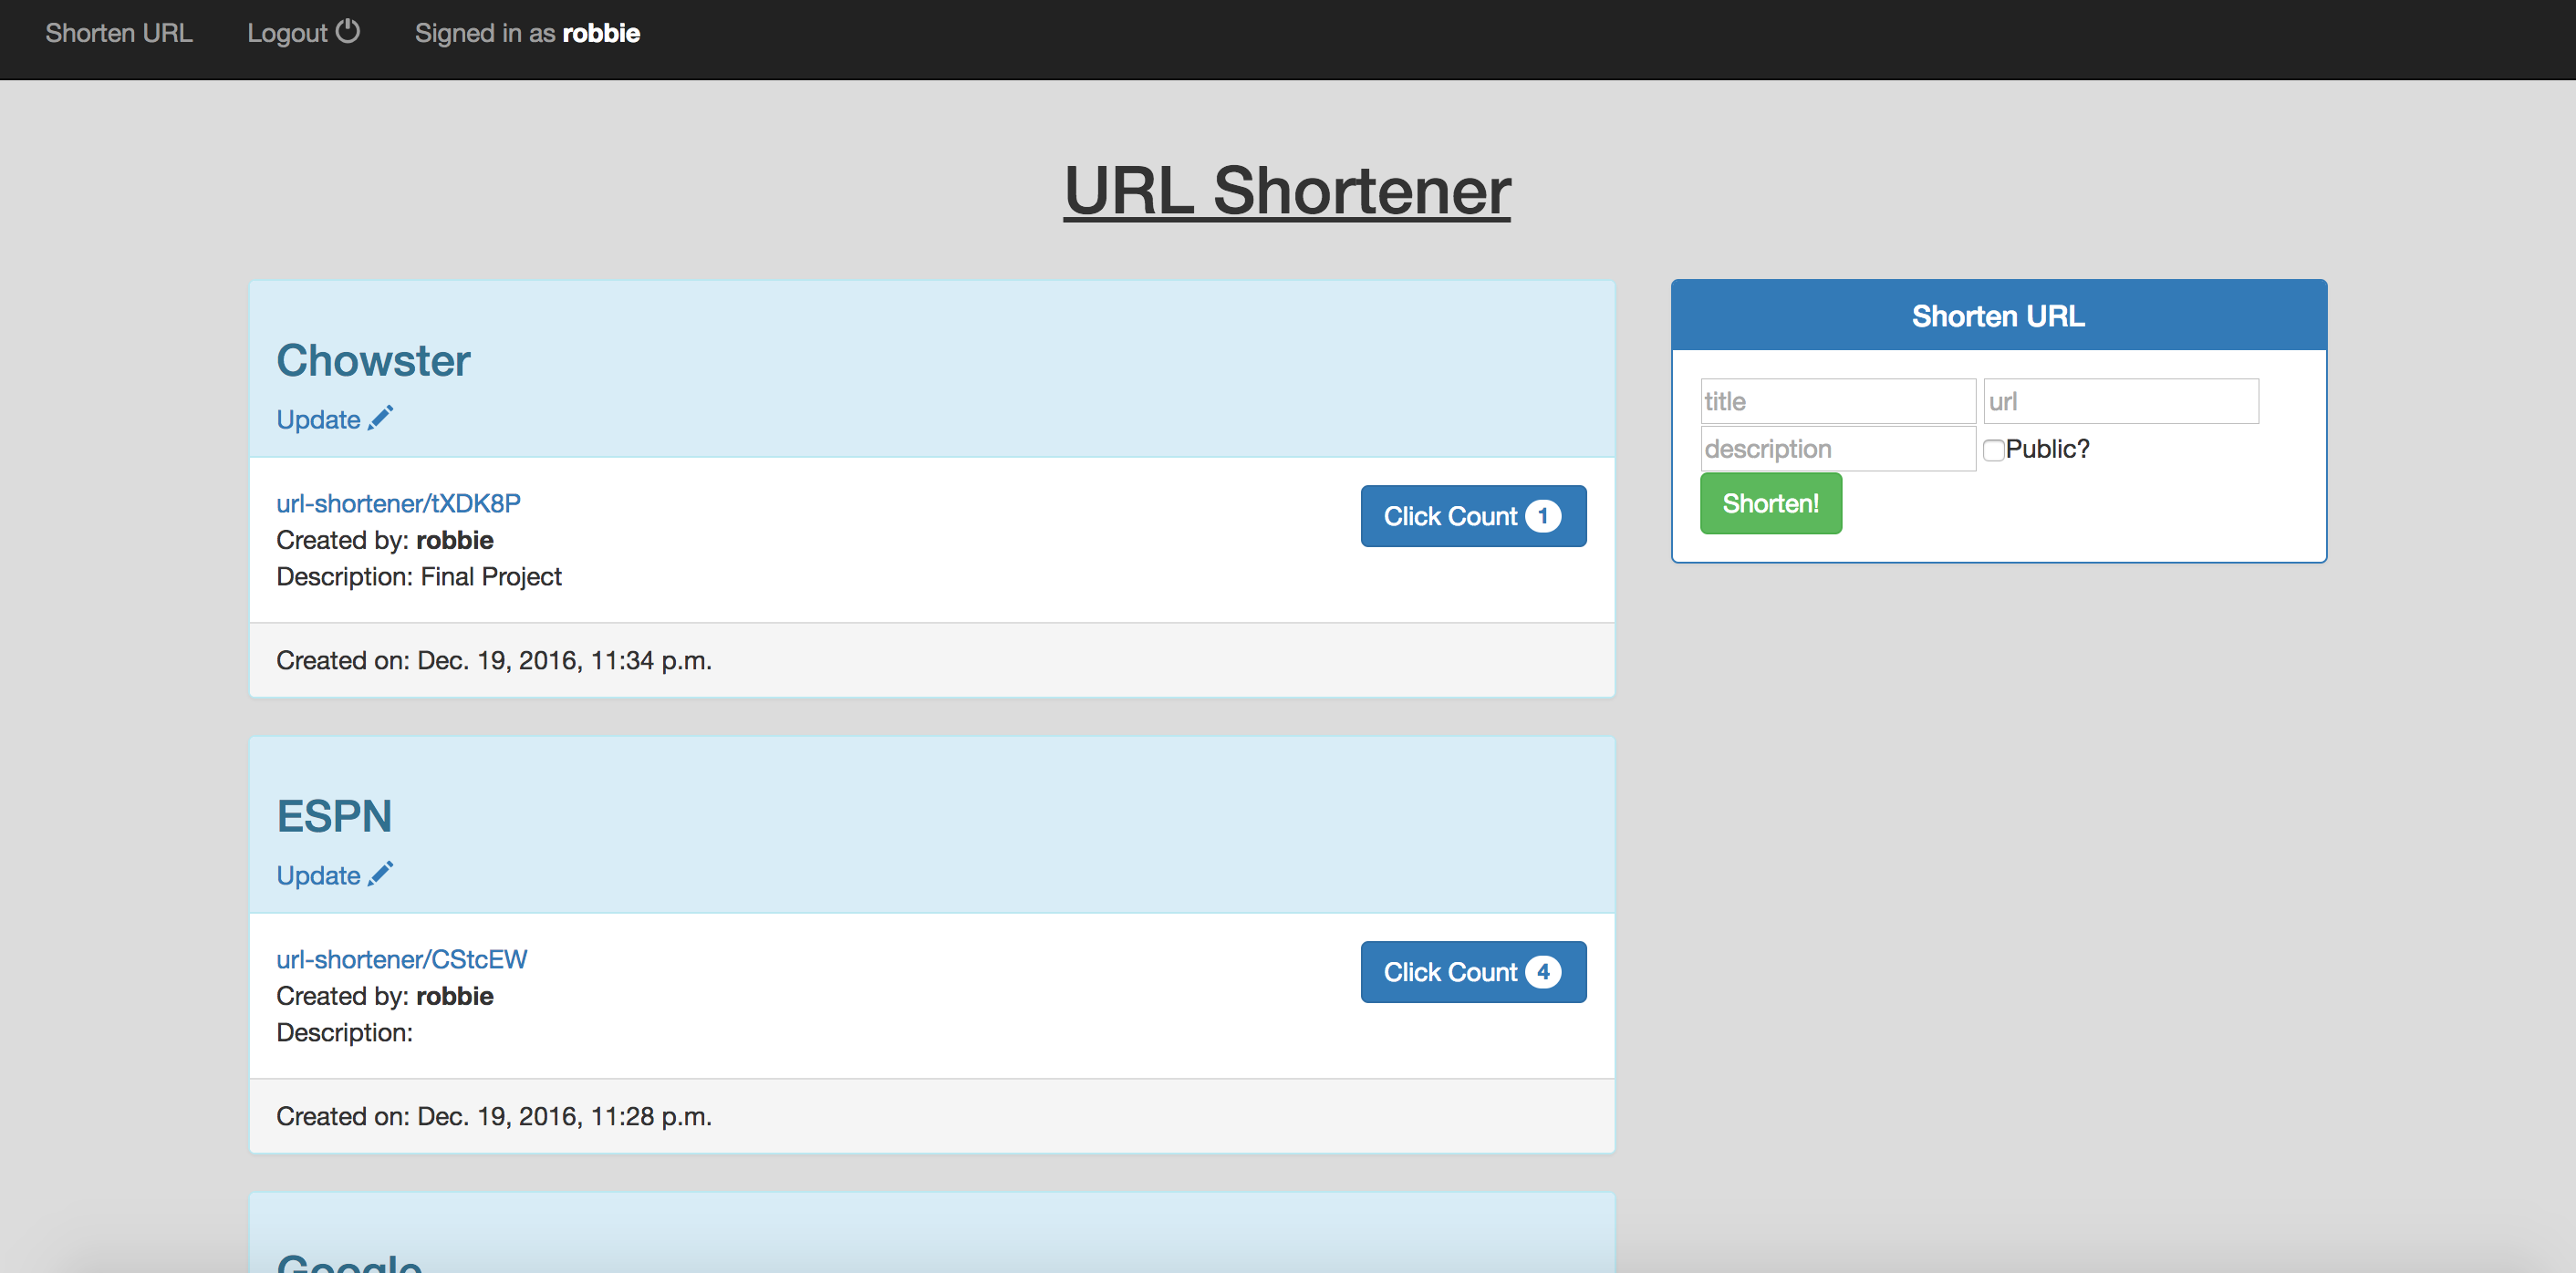 Shorten URL Logout Signed in as robbie
URL Shortener
Chowster
Update
url-shortener/tXDK8P
Created by: robbie
Description: Final Project
Click Count 1
Created on: Dec. 19, 2016, 11:34 p.m.
ESPN
Update
url-shortener/CStcEW
Created by: robbie
Description:
Click Count 4
Created on: Dec. 19, 2016, 11:28 p.m.
Google
Shorten URL
title url
description Public?
Shorten!